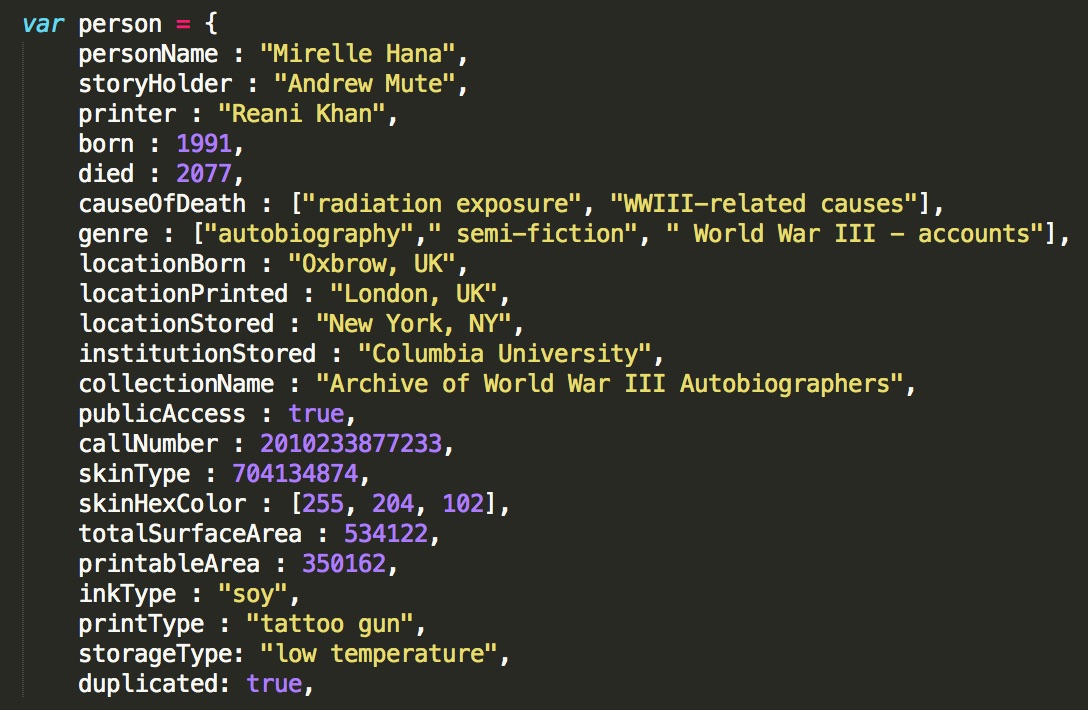 var person = {
    personName : "Mirelle Hana",
    storyHolder : "Andrew Mute",
    printer : "Reani Khan",
    born : 1991,
    died : 2077,
    causeOfDeath : ["radiation exposure", "WWIII-related causes"],
    genre : ["autobiography"," semi-fiction", " World War III - accounts"],
    locationBorn : "Oxbrow, UK",
    locationPrinted : "London, UK",
    locationStored : "New York, NY",
    institutionStored : "Columbia University",
    collectionName : "Archive of World War III Autobiographers",
    publicAccess : true,
    callNumber : 2010233877233,
    skinType : 704134874,
    skinHexColor : [255, 204, 102],
    totalSurfaceArea : 534122,
    printableArea : 350162,
    inkType : "soy",
    printType : "tattoo gun",
    storageType: "low temperature",
    duplicated: true,